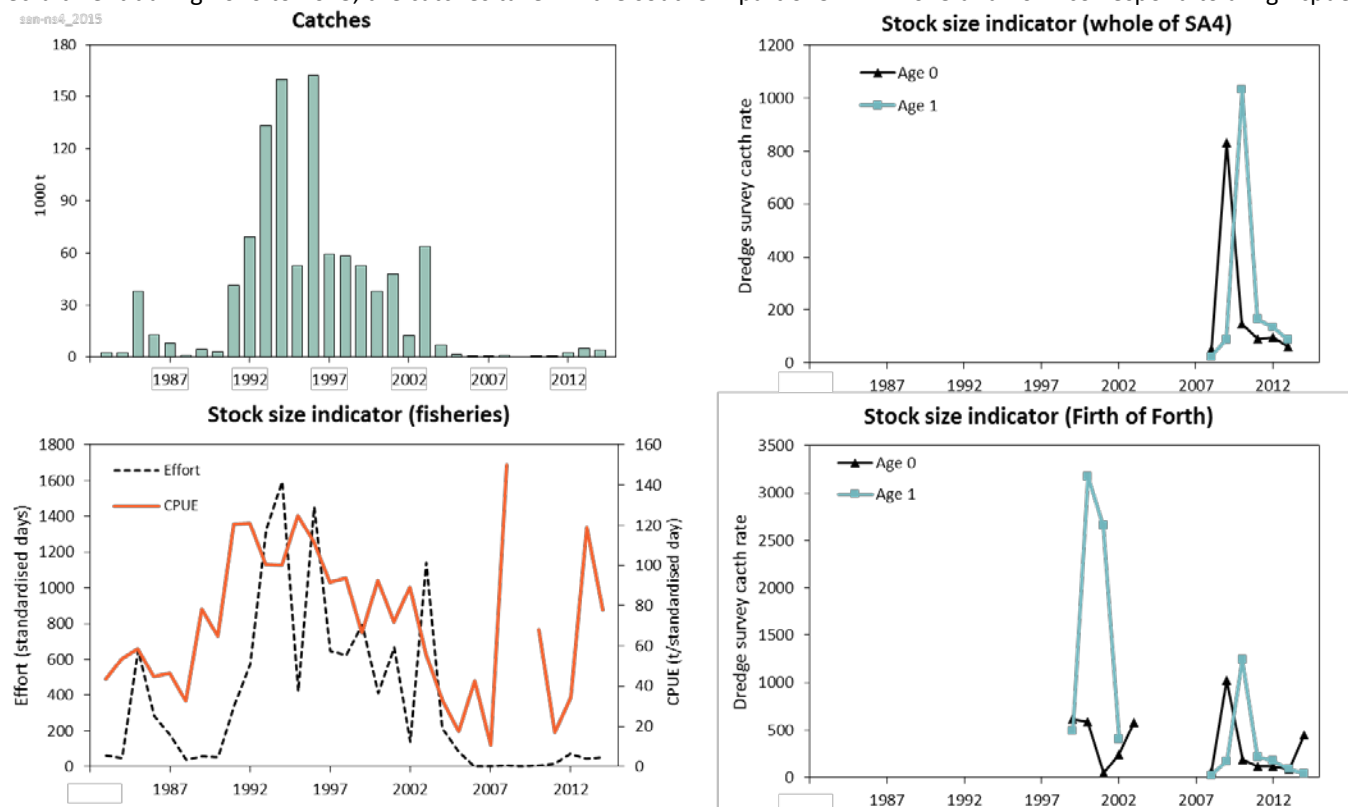 san-ns4_2015
Catches
180
150
120
90
60
30
0
1000 t
1987 1992 1997 2002 2007 2012
Stock size indicator (whole of SA4)
1200
1000
800
600
400
200
0
Dredge survey cacth rate
Age 0
Age 1
1987 1992 1997 2002 2007 2012
Stock size indicator (fisheries)
1800
1600
1400
1200
1000
800
600
400
200
0
Effort (standardised days)
Effort
CPUE
160
140
120
100
80
60
40
20
0
CPUE (t/standardised day)
1987 1992 1997 2002 2007 2012
Stock size indicator (Firth of Forth)
3500
3000
2500
2000
1500
1000
500
0
Dredge survey cacth rate
Age 0
Age 1
1987 1992 1997 2002 2007 2012